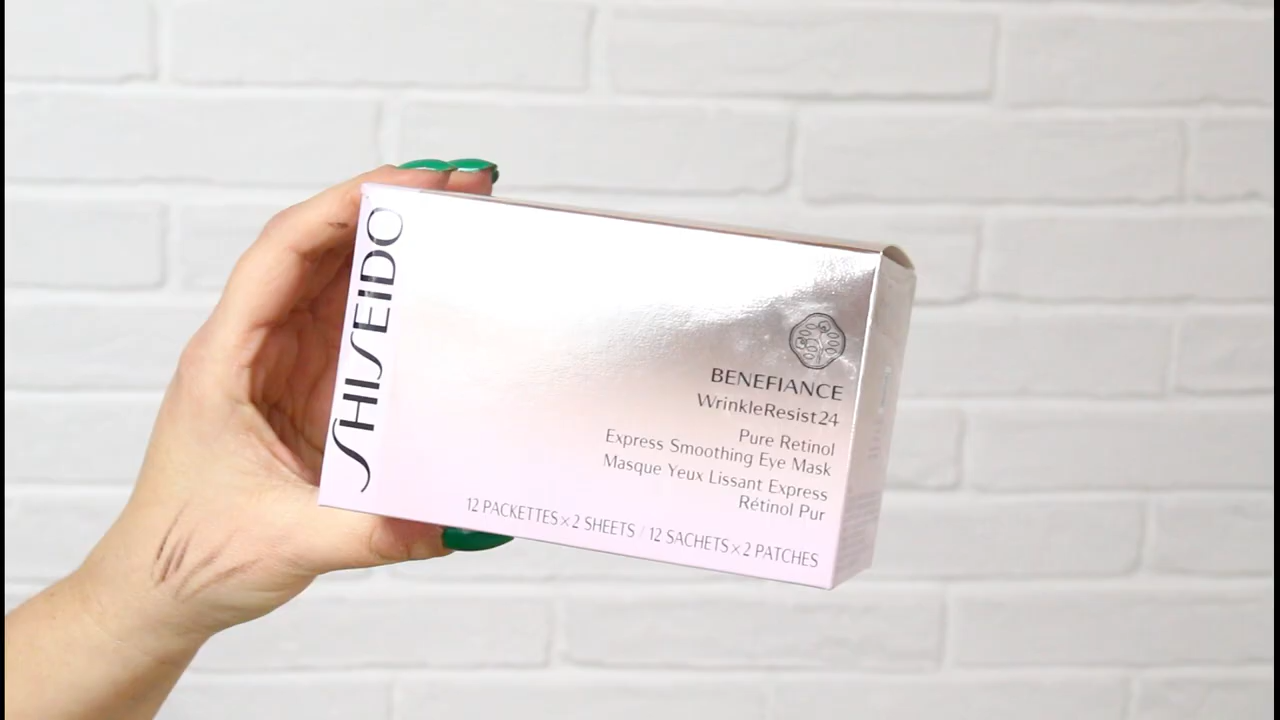 SHISEIDO
BENEFIANCE
WrinkleResist24
Pure Retinol
Express Smoothing Eye Mask
Masque Yeux Lissant Express
Rétinol Pur
12 PACKETTES×2 SHEETS / 12 SACHETS×2 PATCHES